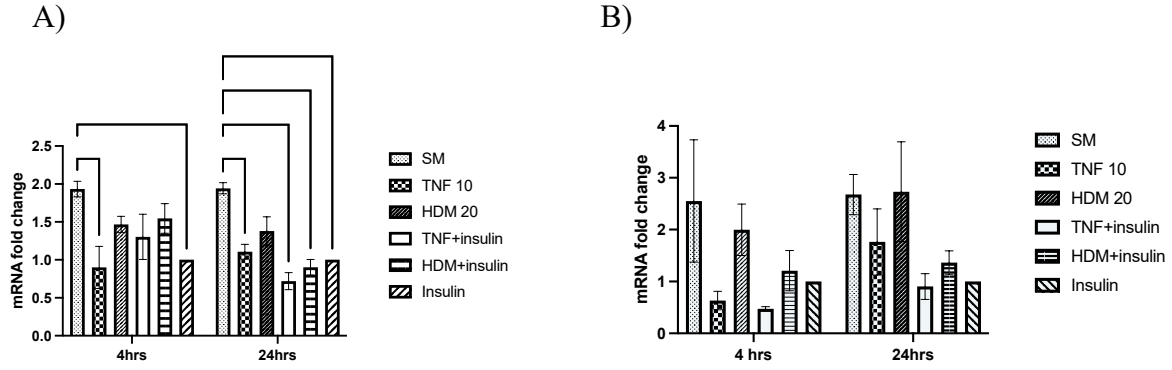 A)
mRNA fold change
2.5
2.0
1.5
1.0
0.5
0.0
4hrs
24hrs
SM
TNF 10
HDM 20
TNF+insulin
HDM+insulin
Insulin
B)
mRNA fold change
4
3
2
1
0
4 hrs
24hrs
SM
TNF 10
HDM 20
TNF+insulin
HDM+insulin
Insulin